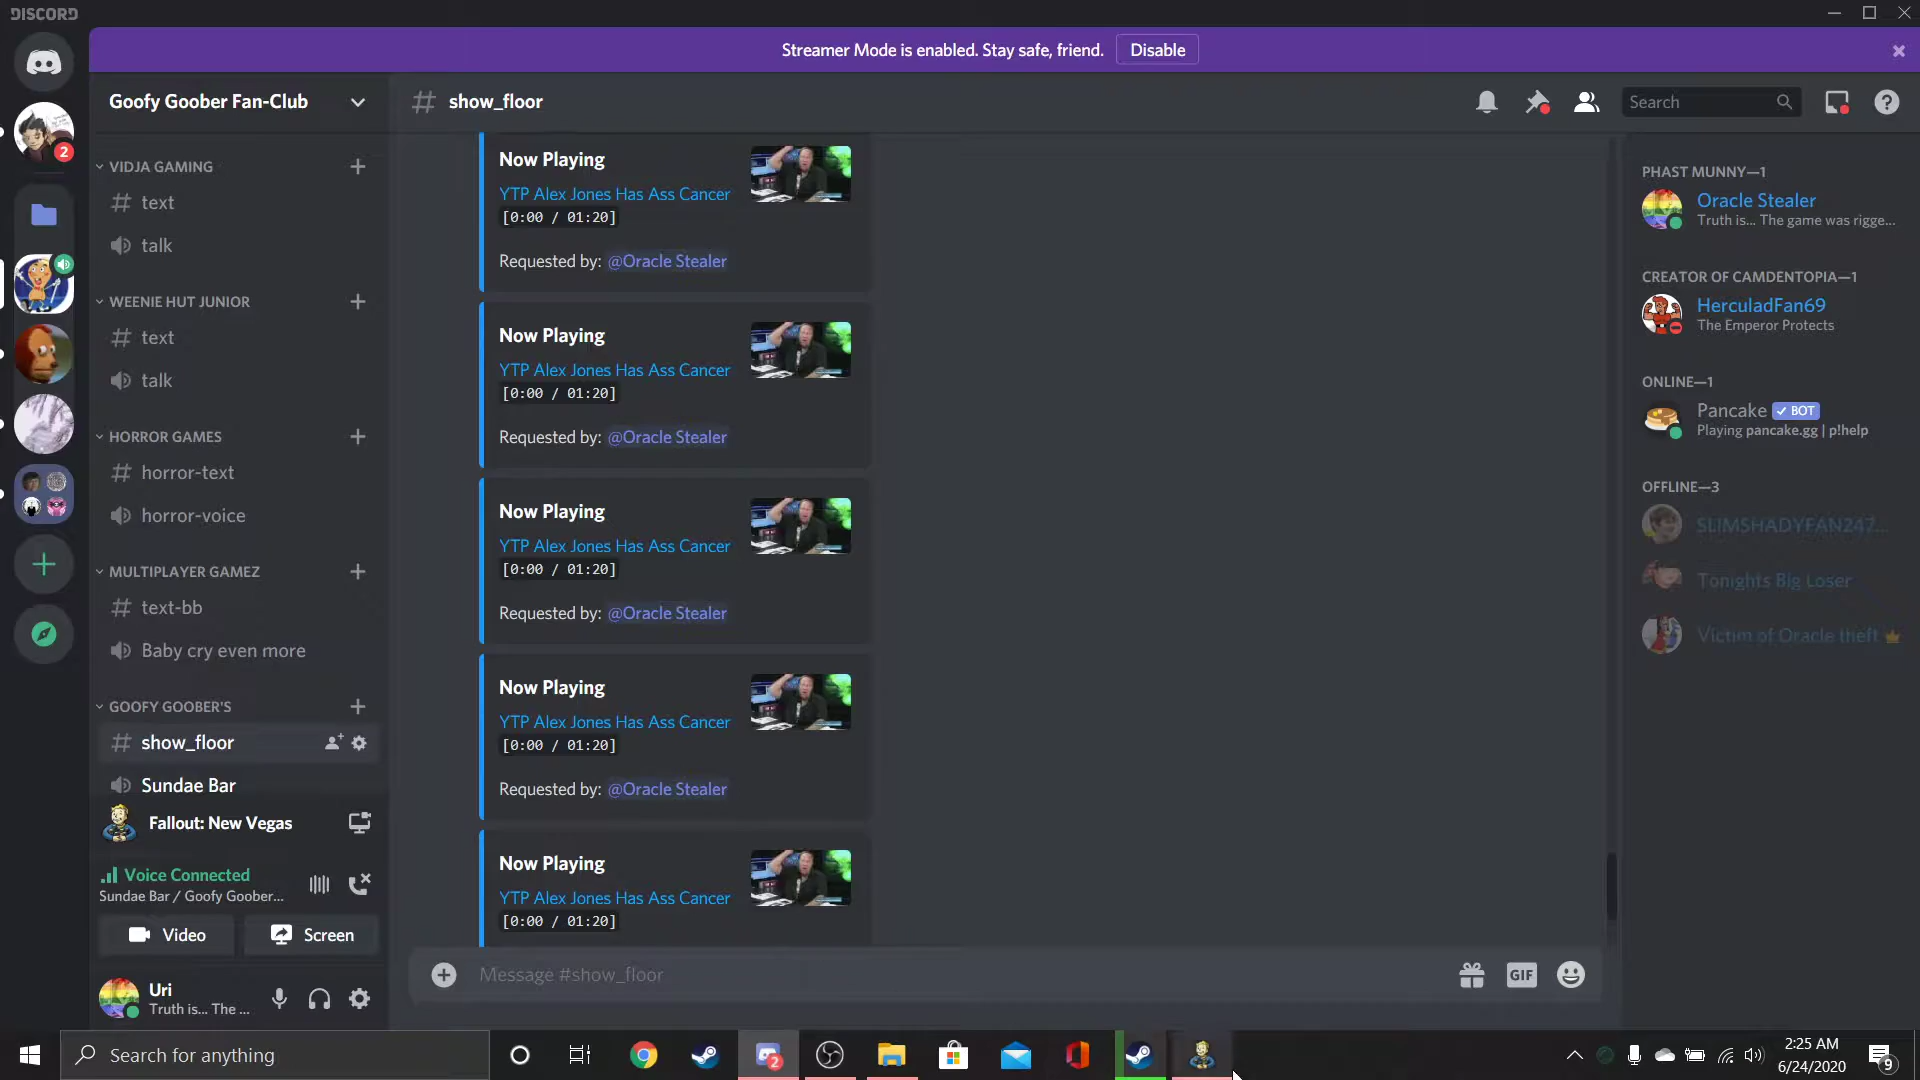 DISCORD
Streamer Mode is enabled. Stay safe, friend.
Disable
2
Goofy Goober Fan-Club
VIDJA GAMING
text
talk
WEENIE HUT JUNIOR
text
talk
HORROR GAMES
horror-text
horror-voice
MULTIPLAYER GAMEZ
text-bb
Baby cry even more
GOOFY GOOBER'S
show_floor
Sundae Bar
Fallout: New Vegas
Voice Connected
Sundae Bar / Goofy Goober...
Video
Screen
Uri
Truth is... The ...
# show_floor
Search
Now Playing
YTP Alex Jones Has Ass Cancer
[0:00 / 01:20]
Requested by: @Oracle Stealer
Now Playing
YTP Alex Jones Has Ass Cancer
[0:00 / 01:20]
Requested by: @Oracle Stealer
Now Playing
YTP Alex Jones Has Ass Cancer
[0:00 / 01:20]
Requested by: @Oracle Stealer
Now Playing
YTP Alex Jones Has Ass Cancer
[0:00 / 01:20]
Requested by: @Oracle Stealer
Now Playing
YTP Alex Jones Has Ass Cancer
[0:00 / 01:20]
Message #show_floor
GIF
PHAST MUNNY—1
Oracle Stealer
Truth is... The game was rigge...
CREATOR OF CAMDENTOPIA—1
HerculadFan69
The Emperor Protects
ONLINE—1
Pancake BOT
Playing pancake.gg | p!help
OFFLINE—3
SLIMSHADYFAN247...
Tonights Big Loser
Victim of Oracle theft
Search for anything
2
2:25 AM
6/24/2020
9